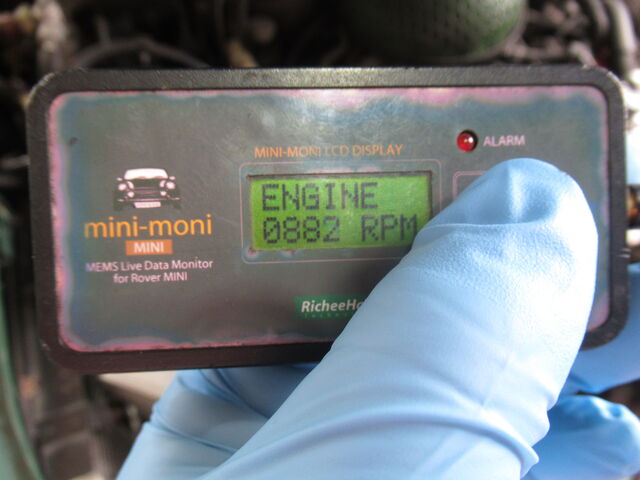 MINI-MONI LCD DISPLAY
ALARM
ENGINE
0882 RPM
mini-moni
MINI
MEMS Live Data Monitor
for Rover MINI